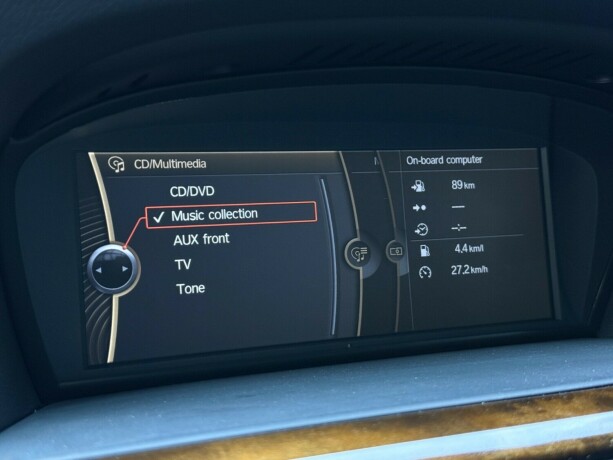 CD/Multimedia
CD/DVD
Music collection
AUX front
TV
Tone
On-board computer
89 km
—
--:--
4,4 km/l
27,2 km/h